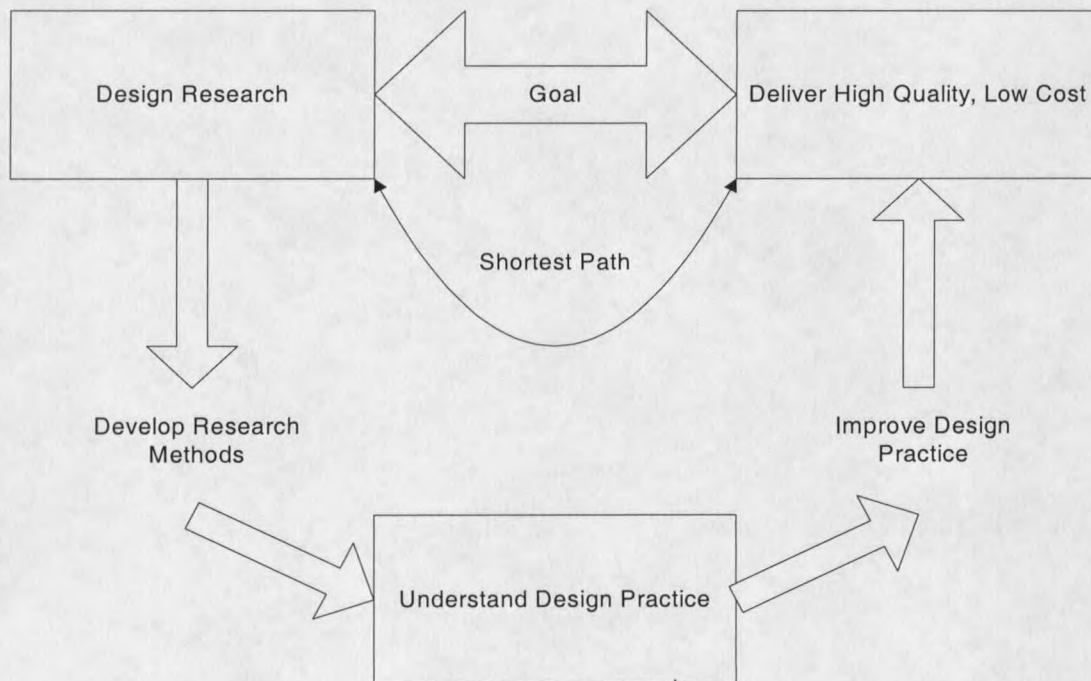 Design Research
Goal
Deliver High Quality, Low Cost
Shortest Path
Develop Research
Methods
Improve Design
Practice
Understand Design Practice